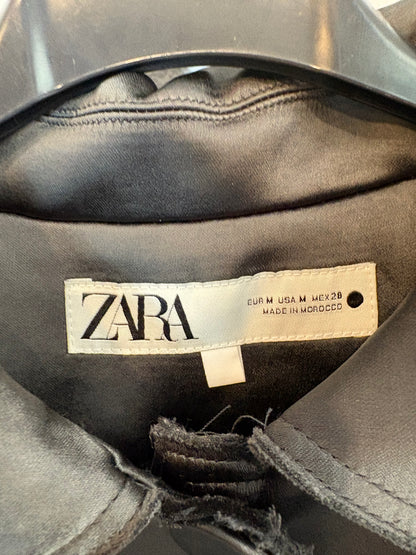 ZARA
EUR M USA M MEX 28
MADE IN MOROCCO